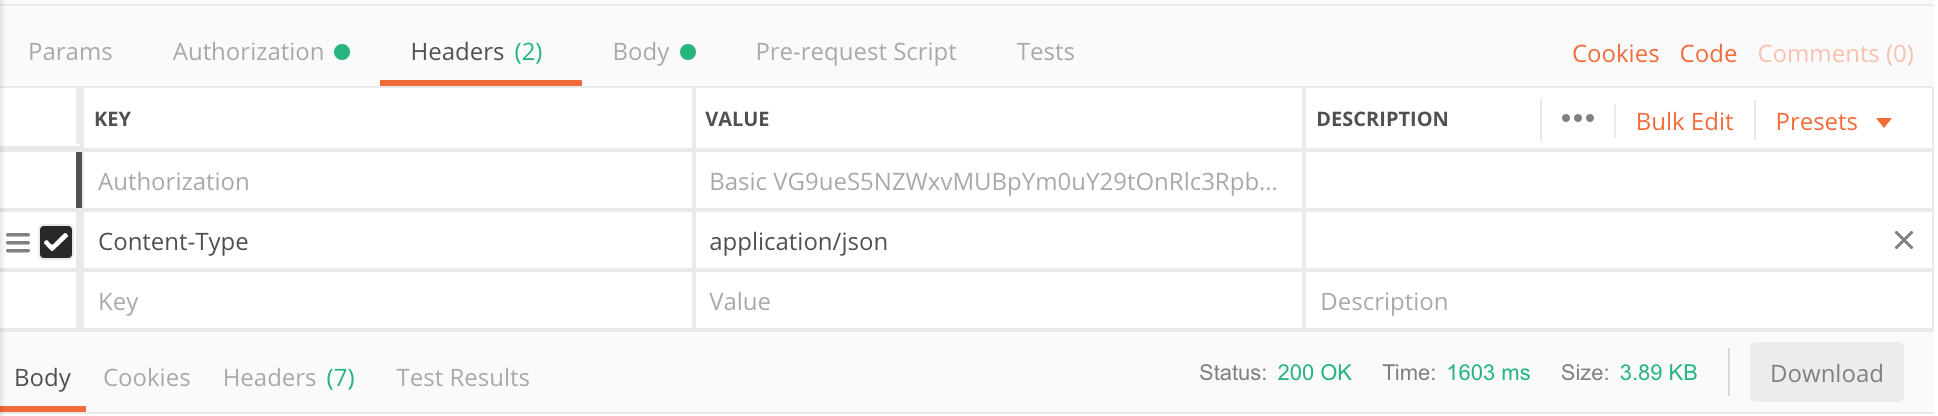 Params Authorization Headers (2) Body Pre-request Script Tests Cookies Code Comments (0)
KEY VALUE DESCRIPTION ••• Bulk Edit Presets
Authorization Basic VG9ueS5NZWxvMUBpYm0uY29tOnRlc3Rpb...
Content-Type application/json
Key Value Description
Body Cookies Headers (7) Test Results Status: 200 OK Time: 1603 ms Size: 3.89 KB Download